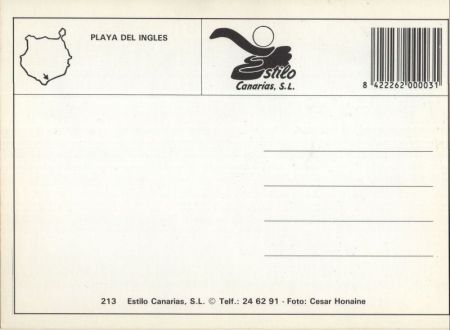 PLAYA DEL INGLES
Estilo
Canarias, S.L.
8 422262 000031
213 Estilo Canarias, S.L. © Telf.: 24 62 91 - Foto: Cesar Honaine